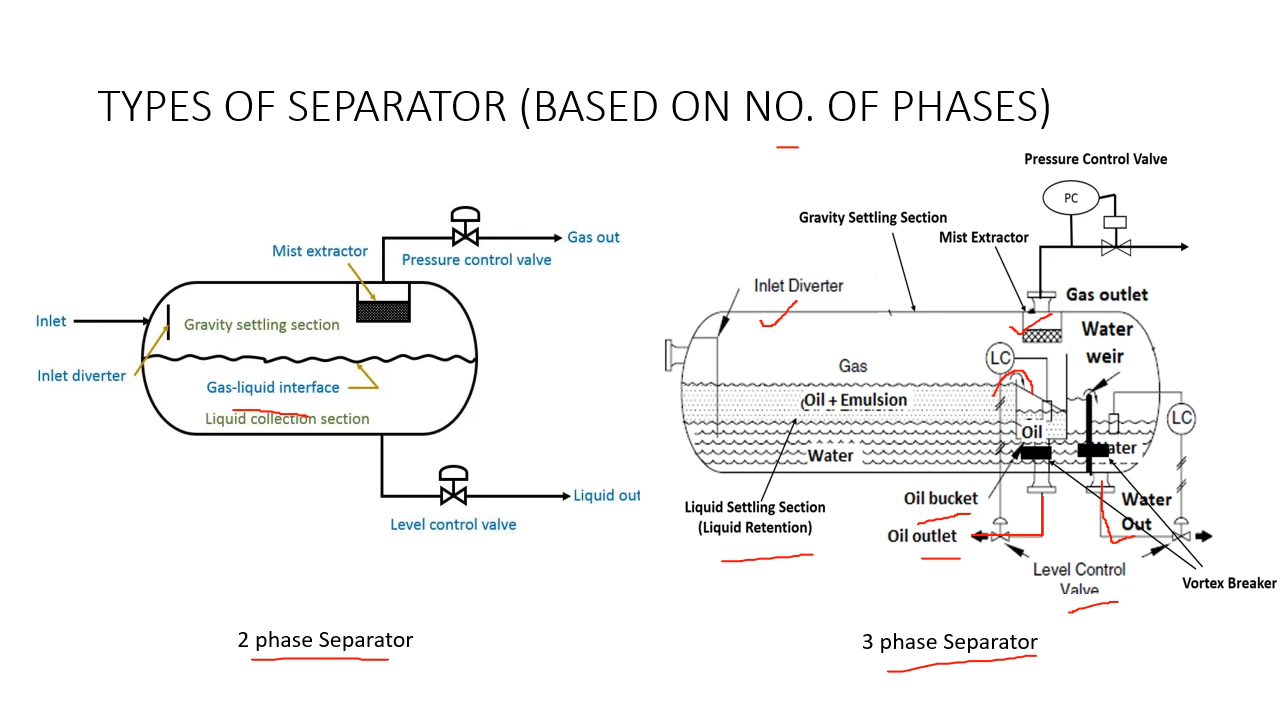 TYPES OF SEPARATOR (BASED ON NO. OF PHASES)
Mist extractor
Gas out
Pressure control valve
Inlet
Gravity settling section
Inlet diverter
Gas-liquid interface
Liquid collection section
Liquid out
Level control valve
2 phase Separator
Pressure Control Valve
PC
Gravity Settling Section
Mist Extractor
Inlet Diverter
Gas outlet
Water
weir
LC
Gas
Oil + Emulsion
LC
Oil
Water
Water
Oil bucket
Liquid Settling Section
(Liquid Retention)
Water
Out
Oil outlet
Level Control
Valve
Vortex Breaker
3 phase Separator